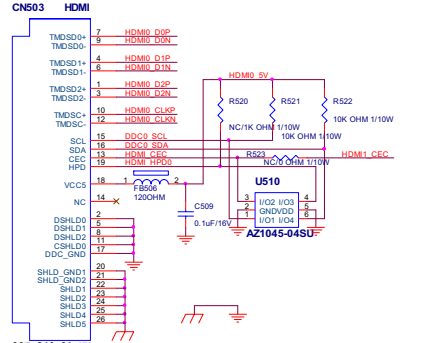 CN503 HDMI
TMDSD0+ 7 HDMI0_D0P
TMDSD0- 9 HDMI0_D0N
TMDSD1+ 4 HDMI0_D1P
TMDSD1- 6 HDMI0_D1N
TMDSD2+ 1 HDMI0_D2P
TMDSD2- 3 HDMI0_D2N
TMDSC+ 10 HDMI0_CLKP
TMDSC- 12 HDMI0_CLKN
SCL 15 DDC0_SCL
SDA 16 DDC0_SDA
CEC 13 HDMI_CEC
HPD 19 HDMI_HPD0
VCC5 18
NC 14
DSHLD0 2
DSHLD1 5
DSHLD2 8
CSHLD0 11
DDC_GND 17
SHLD_GND1 20
SHLD_GND2 21
SHLD1 22
SHLD2 23
SHLD3 24
SHLD4 25
SHLD5 26
HDMI0_5V
R520
NC/1K OHM 1/10W
R521
10K OHM 1/10W
R522
10K OHM 1/10W
R523
NC/0 OHM 1/10W
HDMI1_CEC
1 2
FB506
120OHM
C509
0.1uF/16V
U510
3 I/O2 I/O3 4
2 GND VDD 5
1 I/O1 I/O4 6
AZ1045-04SU